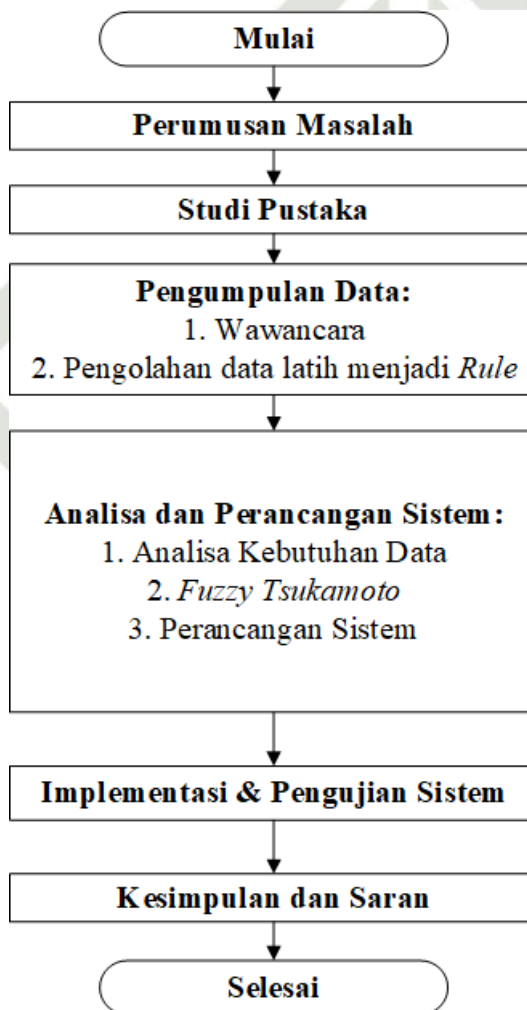 Mulai
Perumusan Masalah
Studi Pustaka
Pengumpulan Data:
1. Wawancara
2. Pengolahan data latih menjadi Rule
Analisa dan Perancangan Sistem:
1. Analisa Kebutuhan Data
2. Fuzzy Tsukamoto
3. Perancangan Sistem
Implementasi & Pengujian Sistem
Kesimpulan dan Saran
Selesai